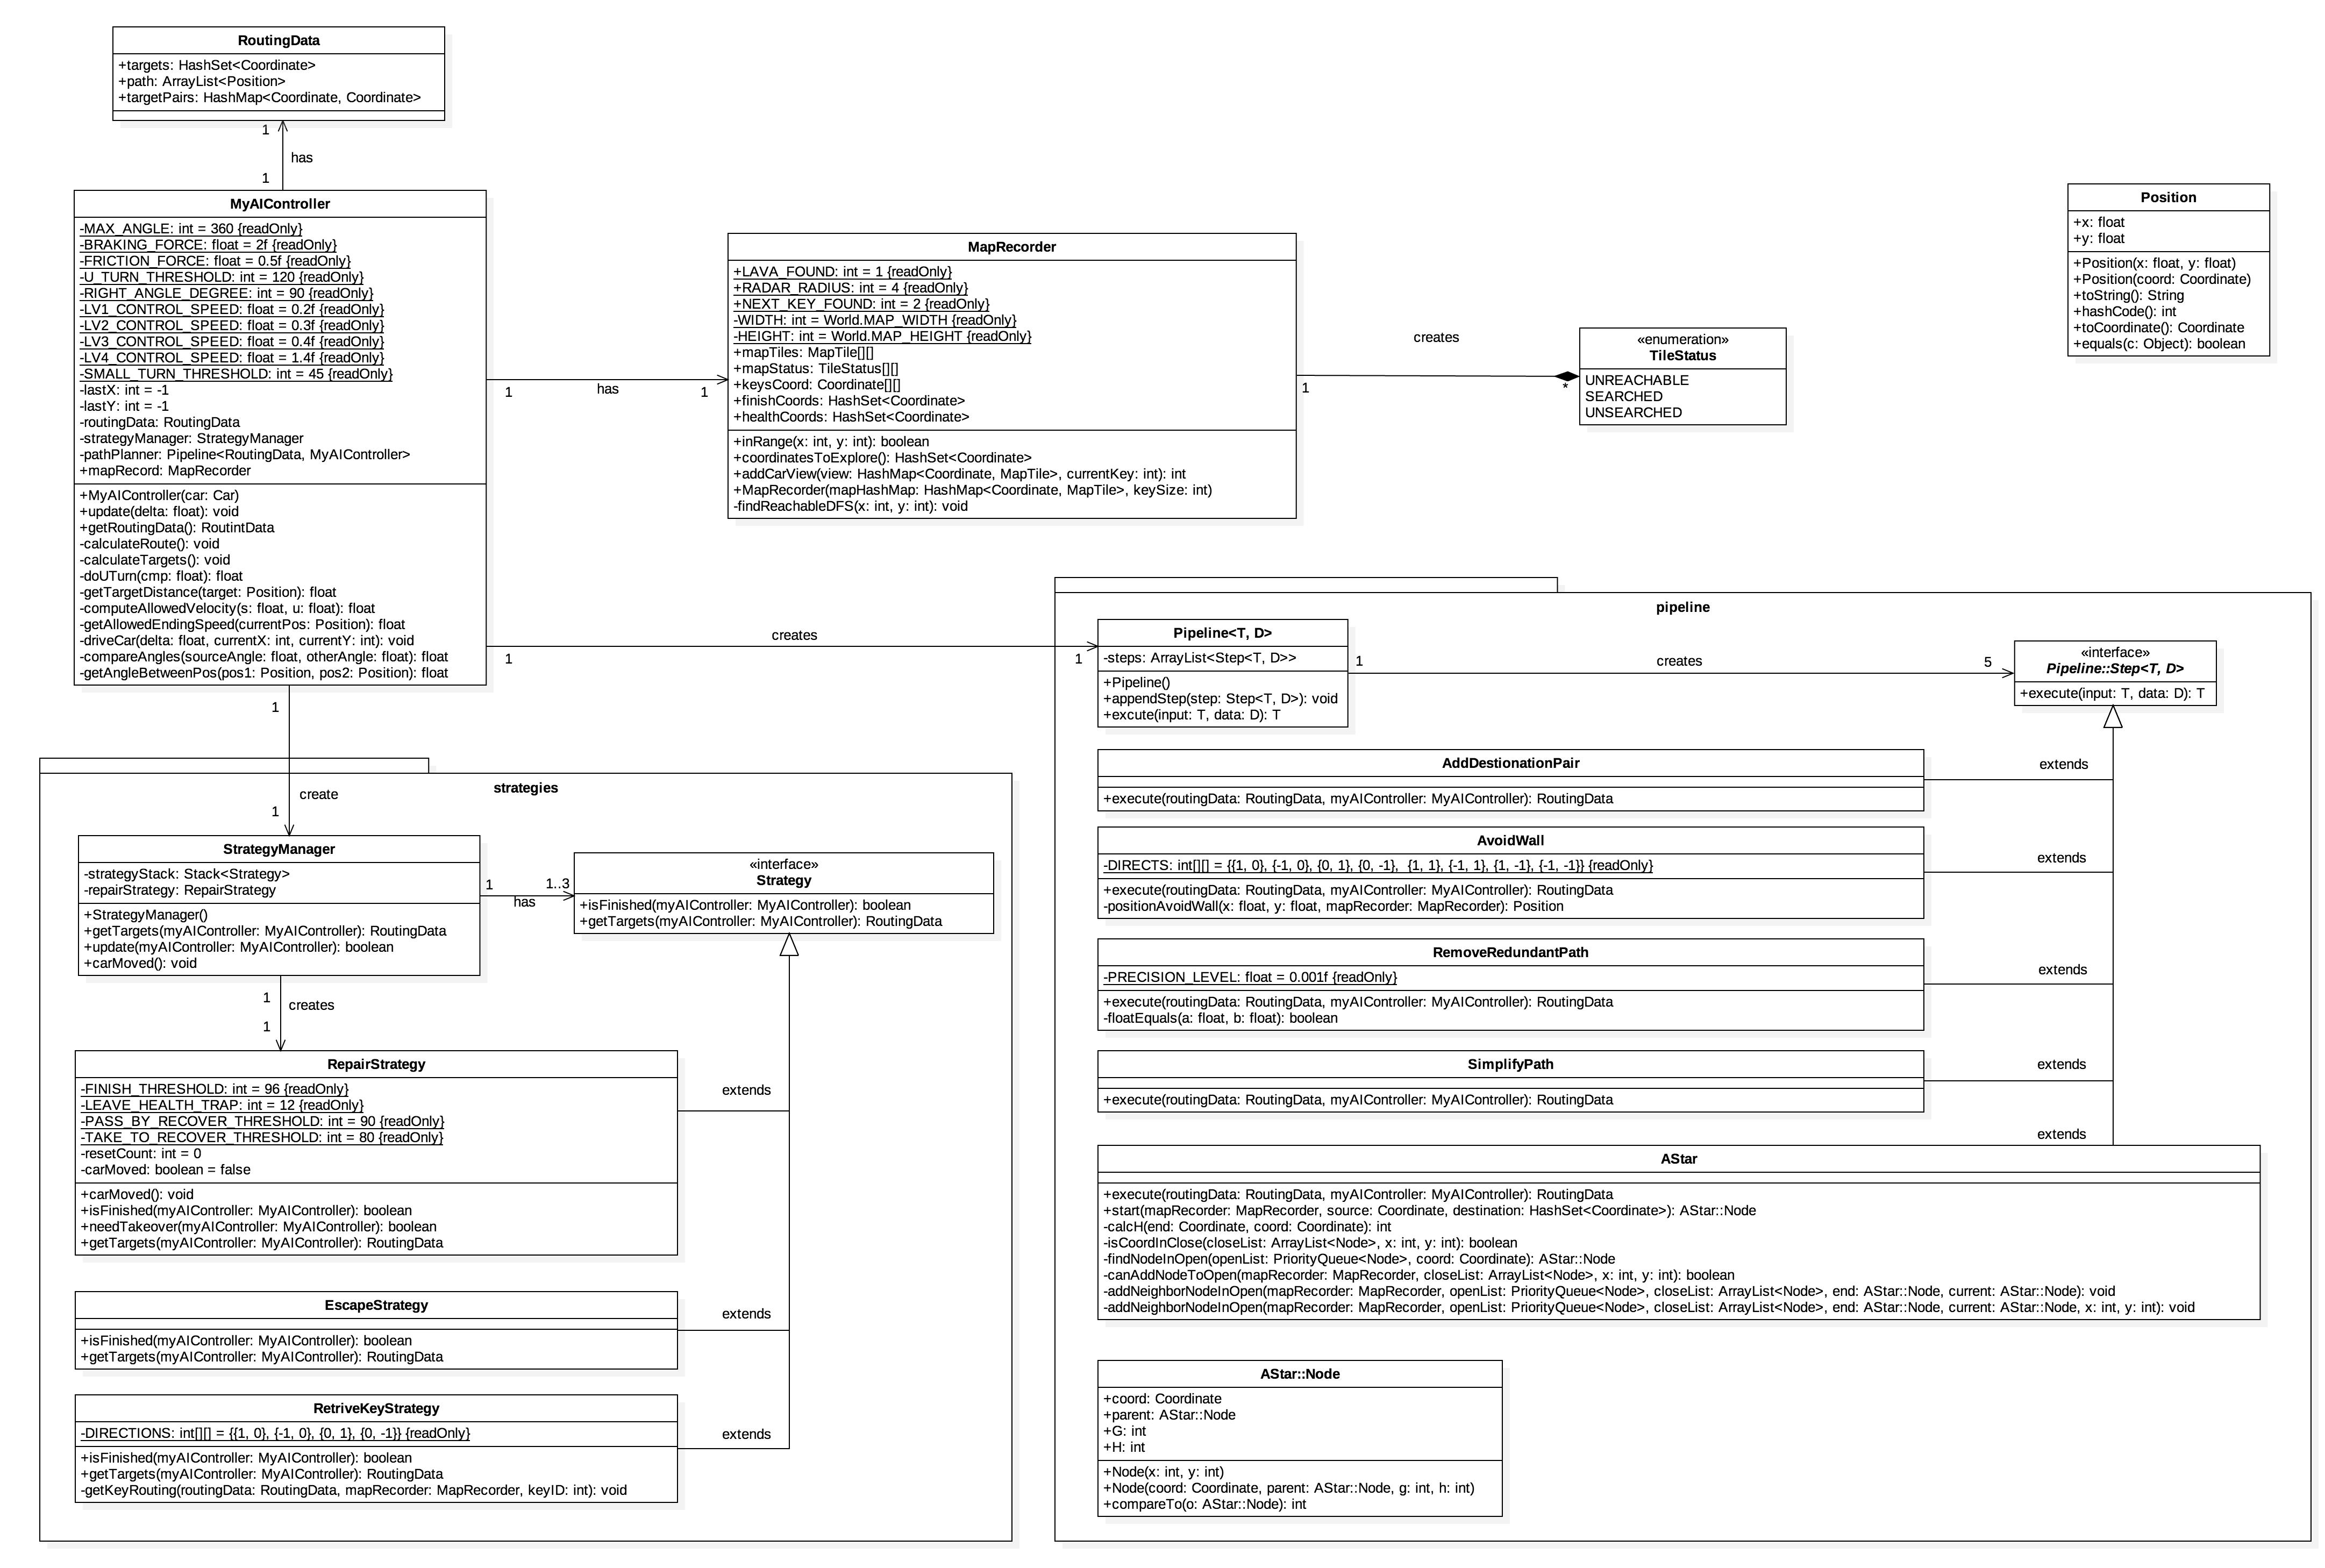 RoutingData
+targets: HashSet<Coordinate>
+path: ArrayList<Position>
+targetPairs: HashMap<Coordinate, Coordinate>
1
has
1
MyAIController
-MAX_ANGLE: int = 360 {readOnly}
-BRAKING_FORCE: float = 2f {readOnly}
-FRICTION_FORCE: float = 0.5f {readOnly}
-U_TURN_THRESHOLD: int = 120 {readOnly}
-RIGHT_ANGLE_DEGREE: int = 90 {readOnly}
-LV1_CONTROL_SPEED: float = 0.2f {readOnly}
-LV2_CONTROL_SPEED: float = 0.3f {readOnly}
-LV3_CONTROL_SPEED: float = 0.4f {readOnly}
-LV4_CONTROL_SPEED: float = 1.4f {readOnly}
-SMALL_TURN_THRESHOLD: int = 45 {readOnly}
-lastX: int = -1
-lastY: int = -1
-routingData: RoutingData
-strategyManager: StrategyManager
-pathPlanner: Pipeline<RoutingData, MyAIController>
+mapRecord: MapRecorder
+MyAIController(car: Car)
+update(delta: float): void
+getRoutingData(): RoutintData
-calculateRoute(): void
-calculateTargets(): void
-doUTurn(cmp: float): float
-getTargetDistance(target: Position): float
-computeAllowedVelocity(s: float, u: float): float
-getAllowedEndingSpeed(currentPos: Position): float
-driveCar(delta: float, currentX: int, currentY: int): void
-compareAngles(sourceAngle: float, otherAngle: float): float
-getAngleBetweenPos(pos1: Position, pos2: Position): float
1
has
1
MapRecorder
+LAVA_FOUND: int = 1 {readOnly}
+RADAR_RADIUS: int = 4 {readOnly}
+NEXT_KEY_FOUND: int = 2 {readOnly}
-WIDTH: int = World.MAP_WIDTH {readOnly}
-HEIGHT: int = World.MAP_HEIGHT {readOnly}
+mapTiles: MapTile[][]
+mapStatus: TileStatus[][]
+keysCoord: Coordinate[][]
+finishCoords: HashSet<Coordinate>
+healthCoords: HashSet<Coordinate>
+inRange(x: int, y: int): boolean
+coordinatesToExplore(): HashSet<Coordinate>
+addCarView(view: HashMap<Coordinate, MapTile>, currentKey: int): int
+MapRecorder(mapHashMap: HashMap<Coordinate, MapTile>, keySize: int)
-findReachableDFS(x: int, y: int): void
creates
1
*
«enumeration»
TileStatus
UNREACHABLE
SEARCHED
UNSEARCHED
Position
+x: float
+y: float
+Position(x: float, y: float)
+Position(coord: Coordinate)
+toString(): String
+hashCode(): int
+toCoordinate(): Coordinate
+equals(c: Object): boolean
creates
1
1
1
create
1
strategies
StrategyManager
-strategyStack: Stack<Strategy>
-repairStrategy: RepairStrategy
+StrategyManager()
+getTargets(myAIController: MyAIController): RoutingData
+update(myAIController: MyAIController): boolean
+carMoved(): void
1
has
1..3
«interface»
Strategy
+isFinished(myAIController: MyAIController): boolean
+getTargets(myAIController: MyAIController): RoutingData
1
creates
1
RepairStrategy
-FINISH_THRESHOLD: int = 96 {readOnly}
-LEAVE_HEALTH_TRAP: int = 12 {readOnly}
-PASS_BY_RECOVER_THRESHOLD: int = 90 {readOnly}
-TAKE_TO_RECOVER_THRESHOLD: int = 80 {readOnly}
-resetCount: int = 0
-carMoved: boolean = false
+carMoved(): void
+isFinished(myAIController: MyAIController): boolean
+needTakeover(myAIController: MyAIController): boolean
+getTargets(myAIController: MyAIController): RoutingData
extends
EscapeStrategy
+isFinished(myAIController: MyAIController): boolean
+getTargets(myAIController: MyAIController): RoutingData
extends
RetriveKeyStrategy
-DIRECTIONS: int[][] = {{1, 0}, {-1, 0}, {0, 1}, {0, -1}} {readOnly}
+isFinished(myAIController: MyAIController): boolean
+getTargets(myAIController: MyAIController): RoutingData
-getKeyRouting(routingData: RoutingData, mapRecorder: MapRecorder, keyID: int): void
extends
pipeline
Pipeline<T, D>
-steps: ArrayList<Step<T, D>>
+Pipeline()
+appendStep(step: Step<T, D>): void
+excute(input: T, data: D): T
1
creates
5
«interface»
Pipeline::Step<T, D>
+execute(input: T, data: D): T
AddDestionationPair
+execute(routingData: RoutingData, myAIController: MyAIController): RoutingData
extends
AvoidWall
-DIRECTS: int[][] = {{1, 0}, {-1, 0}, {0, 1}, {0, -1},  {1, 1}, {-1, 1}, {1, -1}, {-1, -1}} {readOnly}
+execute(routingData: RoutingData, myAIController: MyAIController): RoutingData
-positionAvoidWall(x: float, y: float, mapRecorder: MapRecorder): Position
extends
RemoveRedundantPath
-PRECISION_LEVEL: float = 0.001f {readOnly}
+execute(routingData: RoutingData, myAIController: MyAIController): RoutingData
-floatEquals(a: float, b: float): boolean
extends
SimplifyPath
+execute(routingData: RoutingData, myAIController: MyAIController): RoutingData
extends
extends
AStar
+execute(routingData: RoutingData, myAIController: MyAIController): RoutingData
+start(mapRecorder: MapRecorder, source: Coordinate, destination: HashSet<Coordinate>): AStar::Node
-calcH(end: Coordinate, coord: Coordinate): int
-isCoordInClose(closeList: ArrayList<Node>, x: int, y: int): boolean
-findNodeInOpen(openList: PriorityQueue<Node>, coord: Coordinate): AStar::Node
-canAddNodeToOpen(mapRecorder: MapRecorder, closeList: ArrayList<Node>, x: int, y: int): boolean
-addNeighborNodeInOpen(mapRecorder: MapRecorder, openList: PriorityQueue<Node>, closeList: ArrayList<Node>, end: AStar::Node, current: AStar::Node): void
-addNeighborNodeInOpen(mapRecorder: MapRecorder, openList: PriorityQueue<Node>, closeList: ArrayList<Node>, end: AStar::Node, current: AStar::Node, x: int, y: int): void
AStar::Node
+coord: Coordinate
+parent: AStar::Node
+G: int
+H: int
+Node(x: int, y: int)
+Node(coord: Coordinate, parent: AStar::Node, g: int, h: int)
+compareTo(o: AStar::Node): int